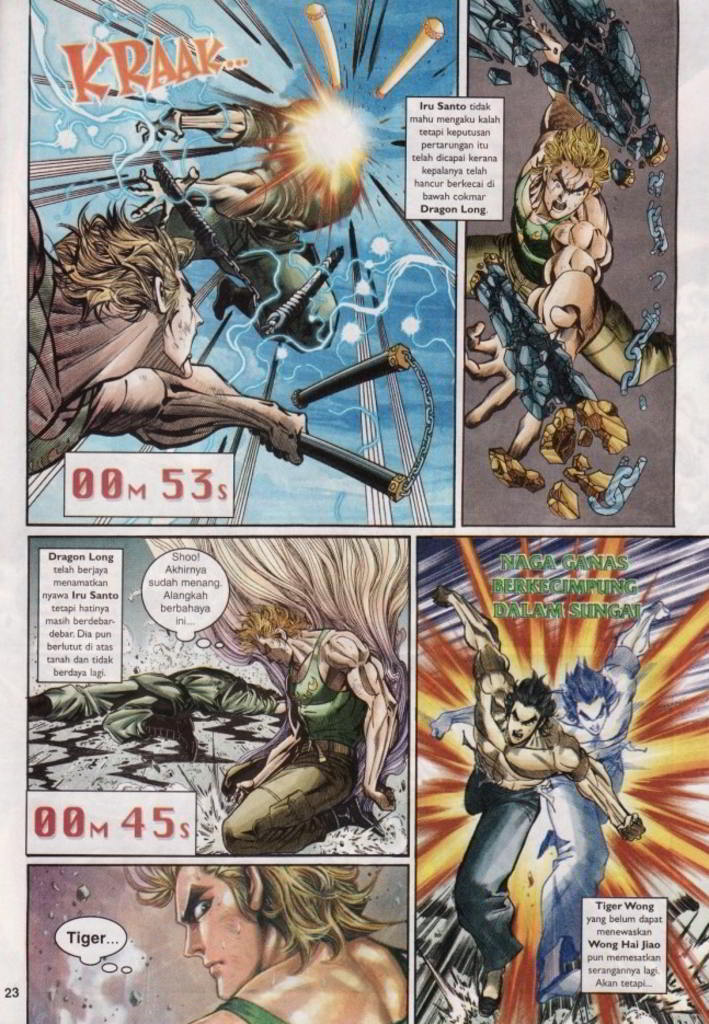 KRAAK...
Iru Santo tidak
mahu mengaku kalah
tetapi keputusan
pertarungan itu
telah dicapai kerana
kepalanya telah
hancur berkecai di
bawah cokmar
Dragon Long.
00M 53S
Dragon Long
telah berjaya
menamatkan
nyawa Iru Santo
tetapi hatinya
masih berdebar-
debar. Dia pun
berlutut di atas
tanah dan tidak
berdaya lagi.
Shoo!
Akhirnya
sudah menang.
Alangkah
berbahaya
ini...
00M 45S
NAGA GANAS
BERKECIMPUNG
DALAM SUNGAI
Tiger...
Tiger Wong
yang belum dapat
menewaskan
Wong Hai Jiao
pun memesatkan
serangannya lagi.
Akan tetapi...
23